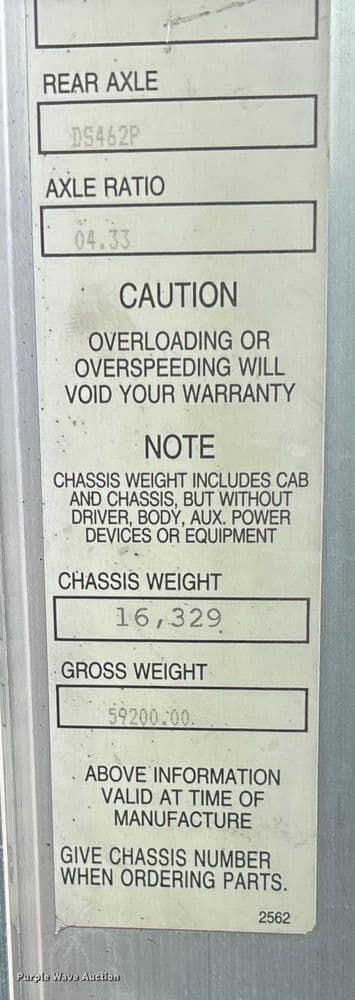 REAR AXLE
DS462P
AXLE RATIO
04.33
CAUTION
OVERLOADING OR
OVERSPEEDING WILL
VOID YOUR WARRANTY
NOTE
CHASSIS WEIGHT INCLUDES CAB
AND CHASSIS, BUT WITHOUT
DRIVER, BODY, AUX. POWER
DEVICES OR EQUIPMENT
CHASSIS WEIGHT
16,329
GROSS WEIGHT
59200.00.
ABOVE INFORMATION
VALID AT TIME OF
MANUFACTURE
GIVE CHASSIS NUMBER
WHEN ORDERING PARTS.
2562
Purple Wave Auction